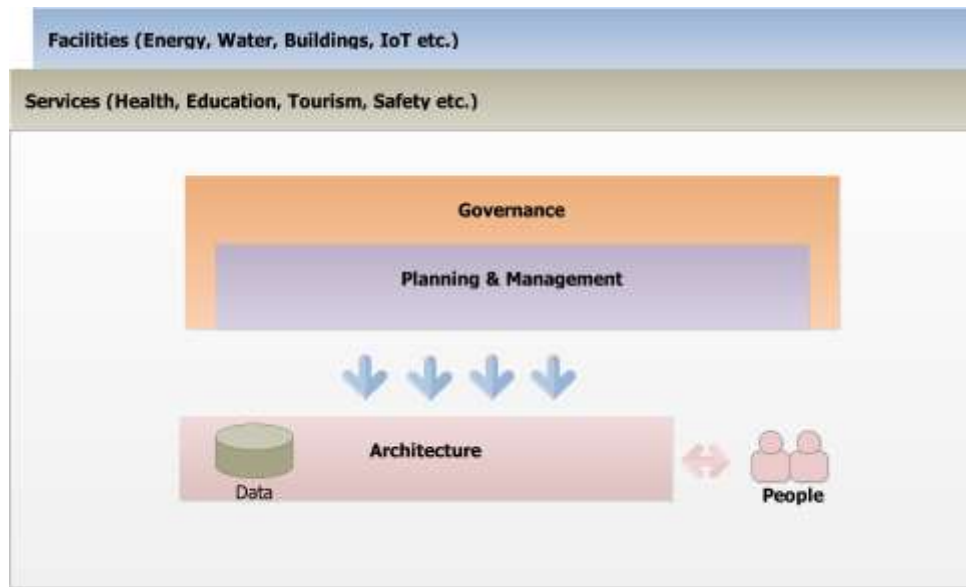 Facilities (Energy, Water, Buildings, IoT etc.)
Services (Health, Education, Tourism, Safety etc.)
Governance
Planning & Management
Architecture
Data
People